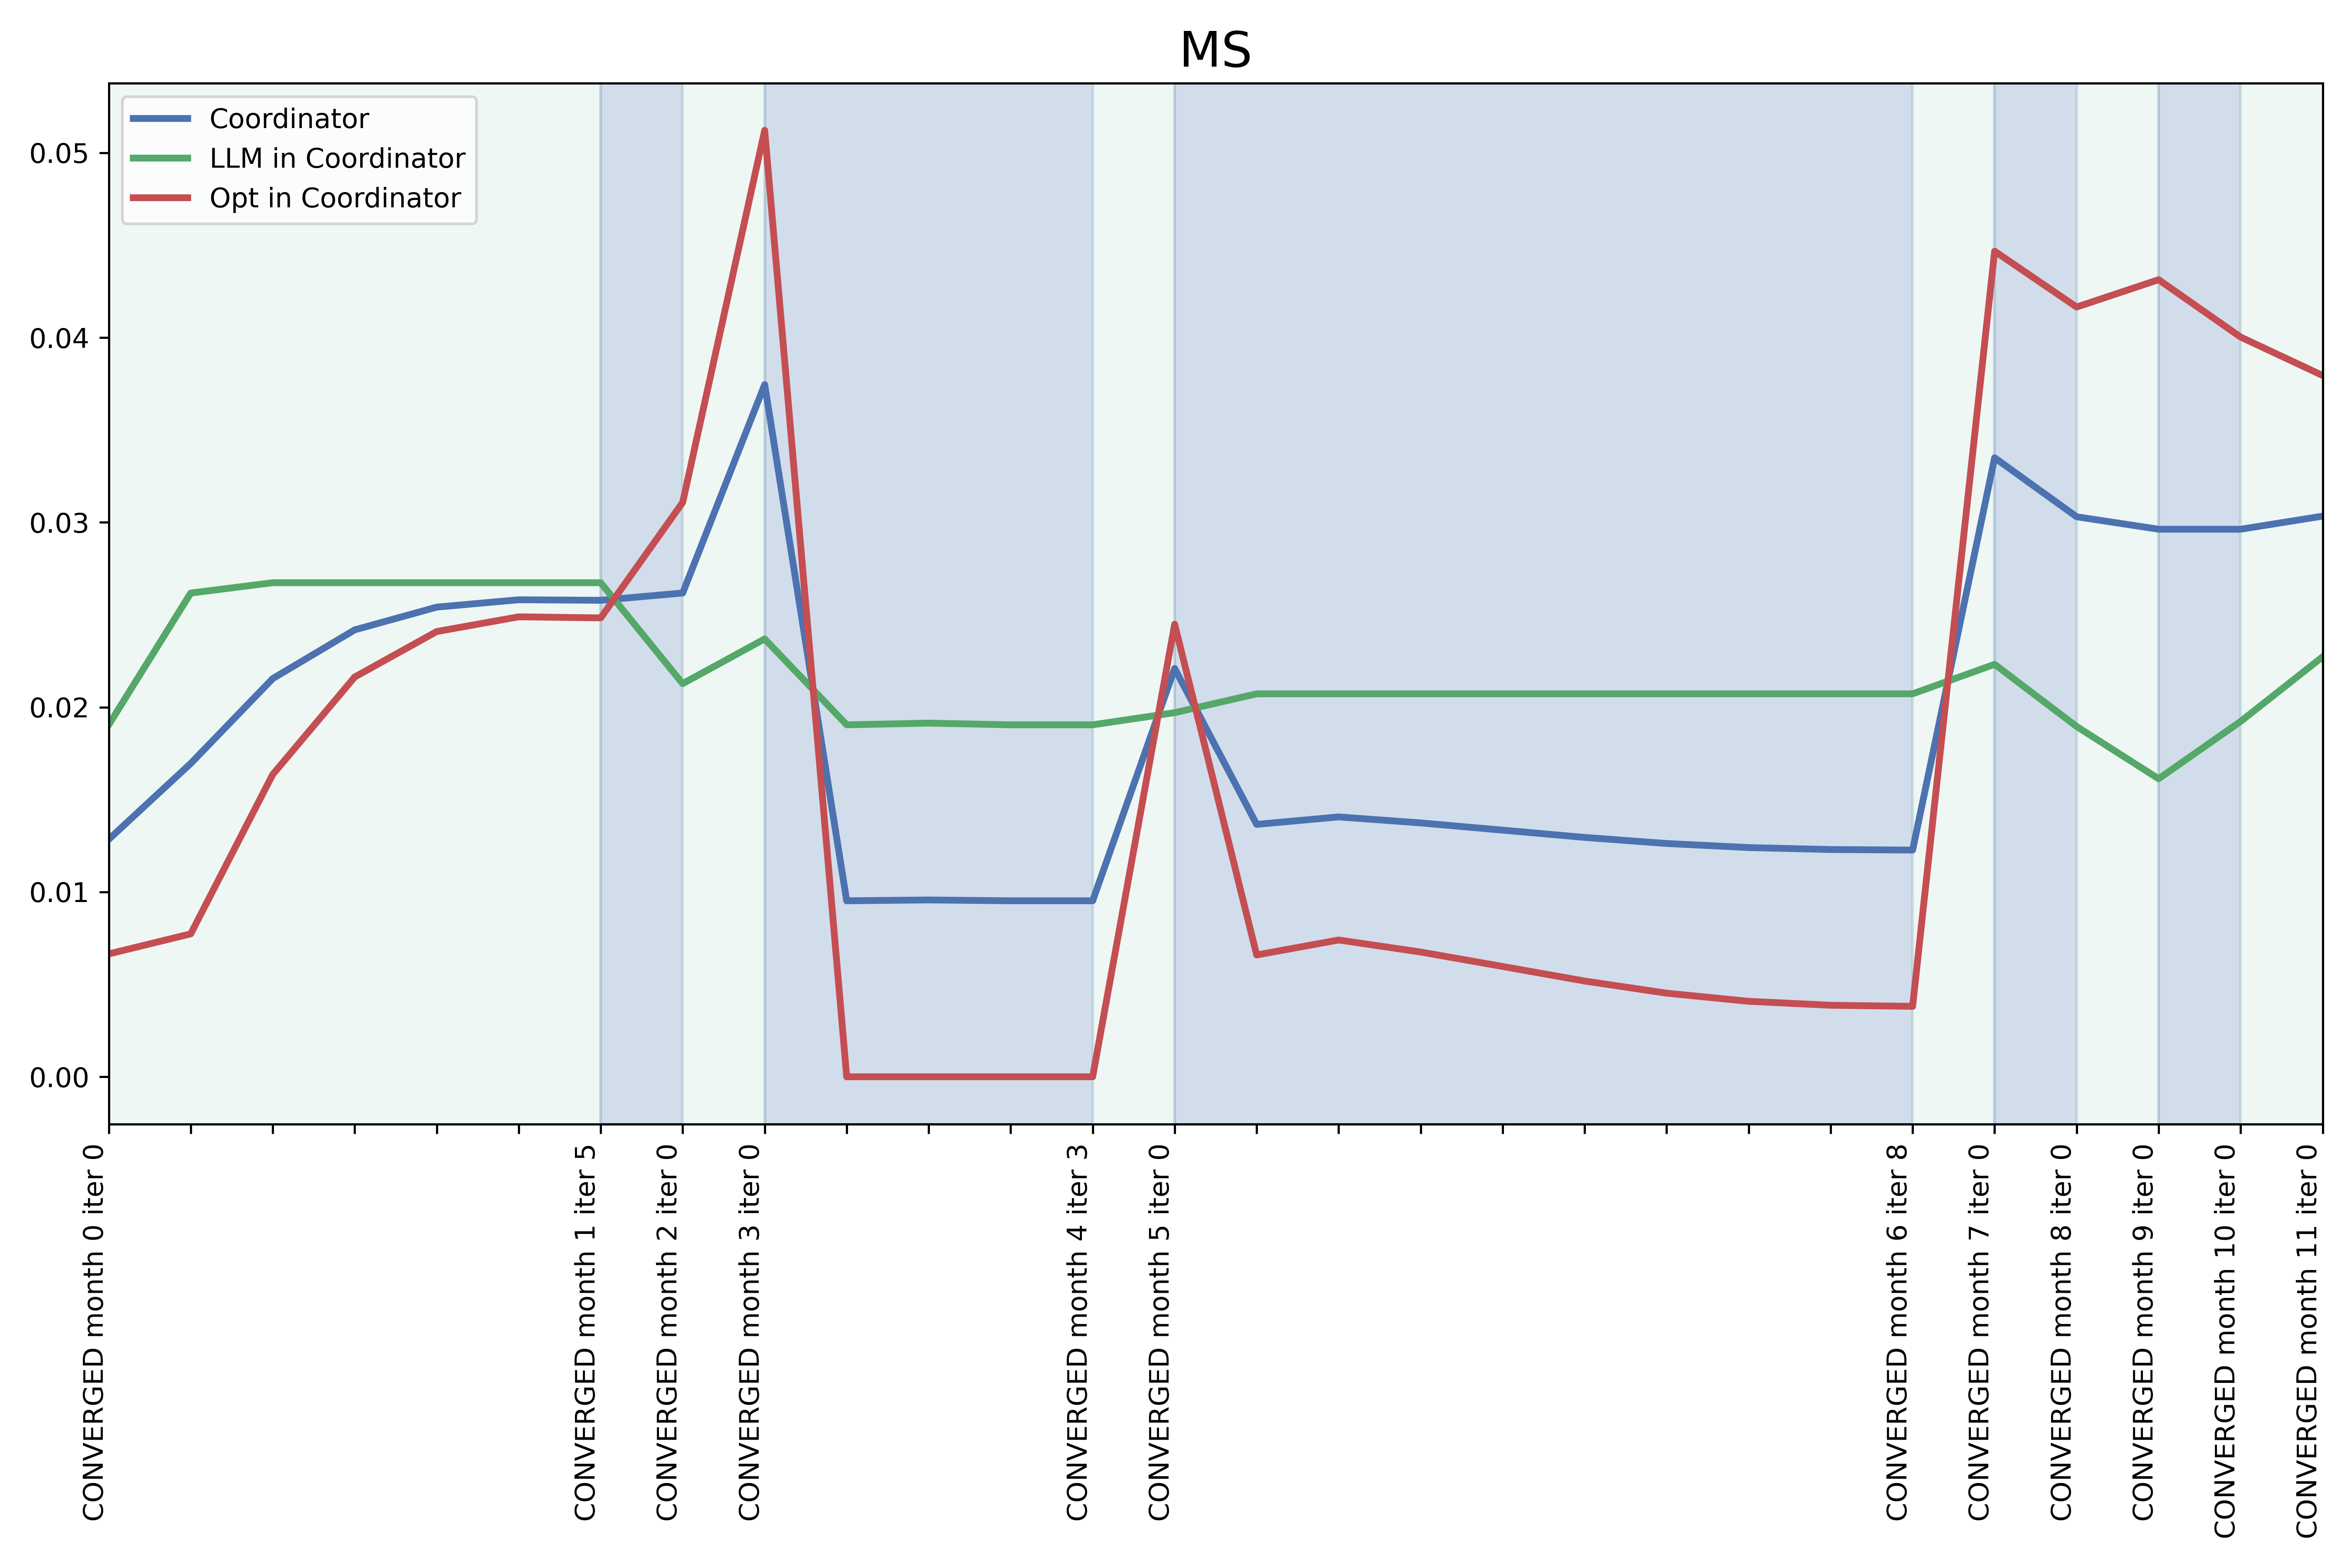 MS
Coordinator
LLM in Coordinator
Opt in Coordinator
0.05
0.04
0.03
0.02
0.01
0.00
CONVERGED month 0 iter 0
CONVERGED month 1 iter 5
CONVERGED month 2 iter 0
CONVERGED month 3 iter 0
CONVERGED month 4 iter 3
CONVERGED month 5 iter 0
CONVERGED month 6 iter 8
CONVERGED month 7 iter 0
CONVERGED month 8 iter 0
CONVERGED month 9 iter 0
CONVERGED month 10 iter 0
CONVERGED month 11 iter 0